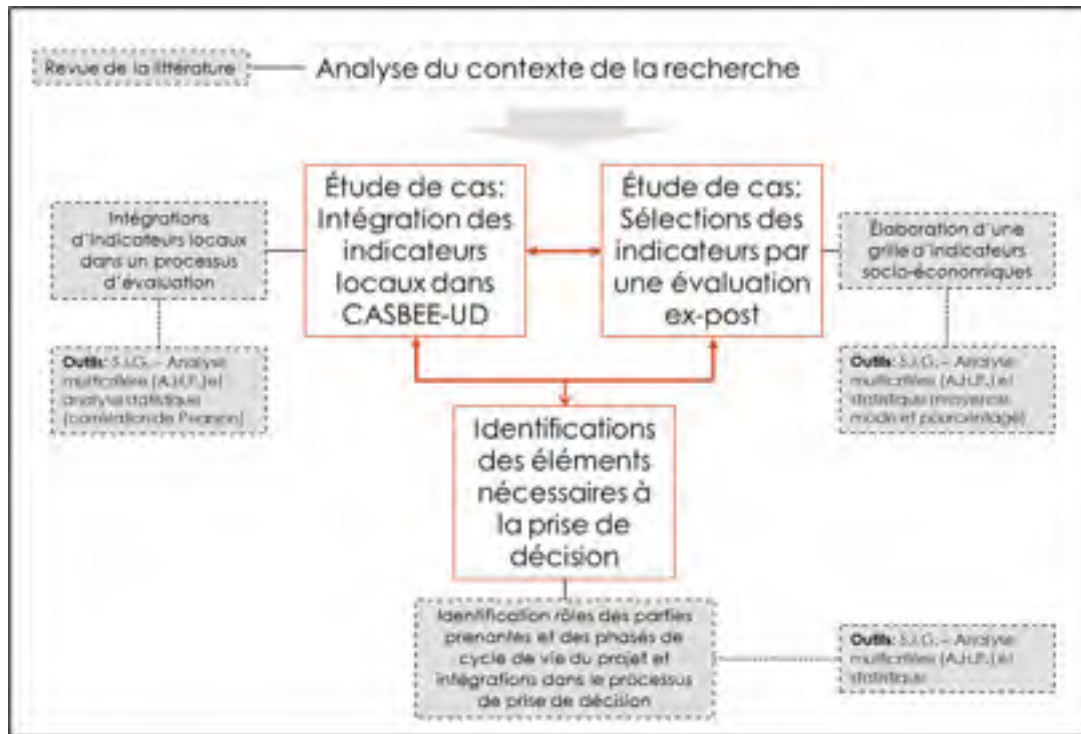 Revue de la littérature
Analyse du contexte de la recherche
Étude de cas:
Intégration des
indicateurs
locaux dans
CASBEE-UD
Étude de cas:
Sélections des
indicateurs par
une évaluation
ex-post
Intégrations
d'indicateurs locaux
dans un processus
d'évaluation
Élaboration d'une
grille d'indicateurs
socio-économiques
Outils: S.I.G. – Analyse
multicritère (A.H.P.) et
analyse statistique
(corrélation de Pearson)
Outils: S.I.G. – Analyse
multicritères (A.H.P.) et
statistique (moyenne,
mode et pourcentage)
Identifications
des éléments
nécessaires à
la prise de
décision
Identification rôles des parties
prenantes et des phases de
cycle de vie du projet et
intégrations dans le processus
de prise de décision
Outils: S.I.G. – Analyse
multicritères (A.H.P.) et
statistique